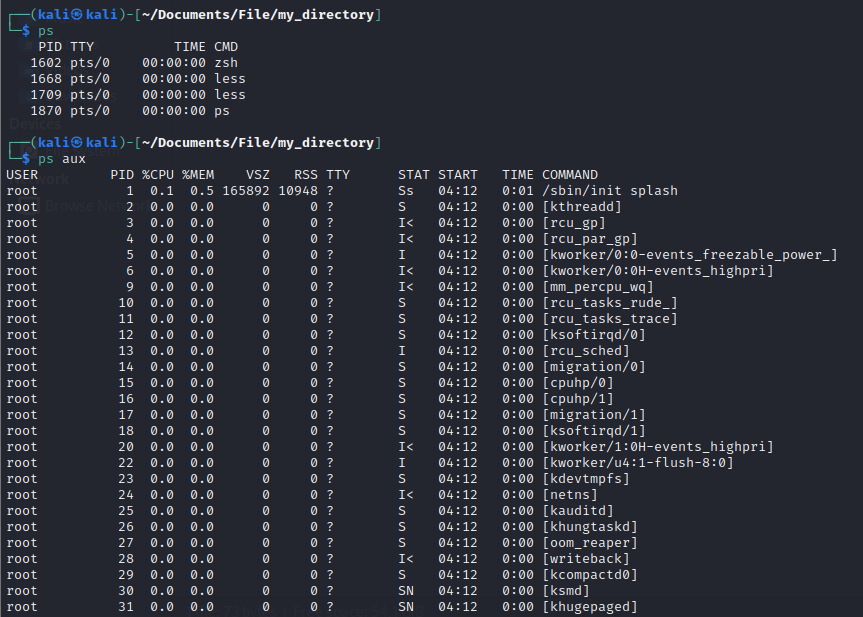 ┌──(kali㉿kali)-[~/Documents/File/my_directory]
└─$ ps
    PID TTY          TIME CMD
   1602 pts/0    00:00:00 zsh
   1668 pts/0    00:00:00 less
   1709 pts/0    00:00:00 less
   1870 pts/0    00:00:00 ps
Devices
┌──(kali㉿kali)-[~/Documents/File/my_directory]
└─$ ps aux
USER         PID %CPU %MEM    VSZ   RSS TTY      STAT START   TIME COMMAND
root           1  0.1  0.5 165892 10948 ?        Ss   04:12   0:01 /sbin/init splash
root           2  0.0  0.0      0     0 ?        S    04:12   0:00 [kthreadd]
Browse Network
root           3  0.0  0.0      0     0 ?        I<   04:12   0:00 [rcu_gp]
root           4  0.0  0.0      0     0 ?        I<   04:12   0:00 [rcu_par_gp]
root           5  0.0  0.0      0     0 ?        I    04:12   0:00 [kworker/0:0-events_freezable_power_]
root           6  0.0  0.0      0     0 ?        I<   04:12   0:00 [kworker/0:0H-events_highpri]
root           9  0.0  0.0      0     0 ?        I<   04:12   0:00 [mm_percpu_wq]
root          10  0.0  0.0      0     0 ?        S    04:12   0:00 [rcu_tasks_rude_]
root          11  0.0  0.0      0     0 ?        S    04:12   0:00 [rcu_tasks_trace]
root          12  0.0  0.0      0     0 ?        S    04:12   0:00 [ksoftirqd/0]
root          13  0.0  0.0      0     0 ?        I    04:12   0:00 [rcu_sched]
root          14  0.0  0.0      0     0 ?        S    04:12   0:00 [migration/0]
root          15  0.0  0.0      0     0 ?        S    04:12   0:00 [cpuhp/0]
root          16  0.0  0.0      0     0 ?        S    04:12   0:00 [cpuhp/1]
root          17  0.0  0.0      0     0 ?        S    04:12   0:00 [migration/1]
root          18  0.0  0.0      0     0 ?        S    04:12   0:00 [ksoftirqd/1]
root          20  0.0  0.0      0     0 ?        I<   04:12   0:00 [kworker/1:0H-events_highpri]
root          22  0.0  0.0      0     0 ?        I    04:12   0:00 [kworker/u4:1-flush-8:0]
root          23  0.0  0.0      0     0 ?        S    04:12   0:00 [kdevtmpfs]
root          24  0.0  0.0      0     0 ?        I<   04:12   0:00 [netns]
root          25  0.0  0.0      0     0 ?        S    04:12   0:00 [kauditd]
root          26  0.0  0.0      0     0 ?        S    04:12   0:00 [khungtaskd]
root          27  0.0  0.0      0     0 ?        S    04:12   0:00 [oom_reaper]
root          28  0.0  0.0      0     0 ?        I<   04:12   0:00 [writeback]
root          29  0.0  0.0      0     0 ?        S    04:12   0:00 [kcompactd0]
root          30  0.0  0.0      0     0 ?        SN   04:12   0:00 [ksmd]
root          31  0.0  0.0      0     0 ?        SN   04:12   0:00 [khugepaged]